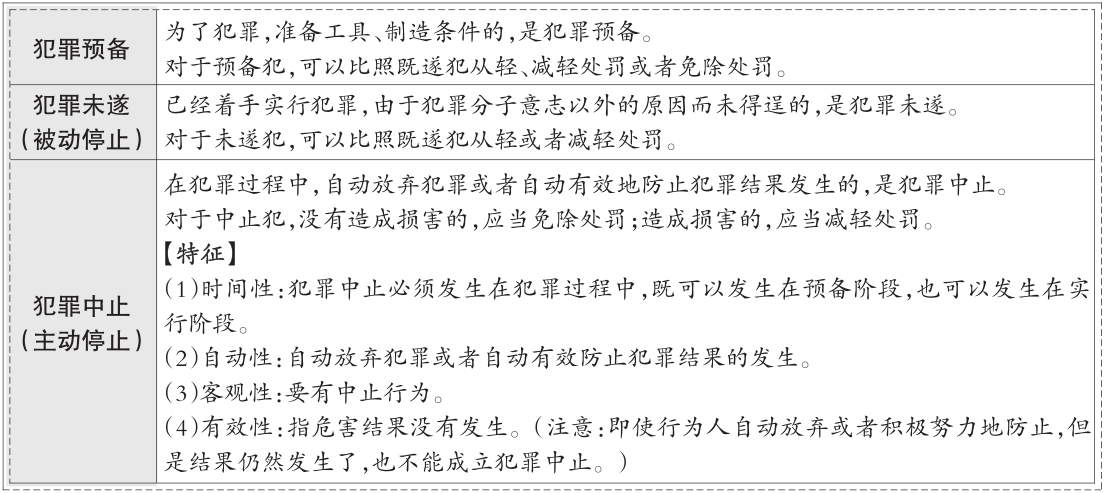 犯罪预备
为了犯罪,准备工具、制造条件的,是犯罪预备。
对于预备犯,可以比照既遂犯从轻、减轻处罚或者免除处罚。
犯罪未遂
(被动停止)
已经着手实行犯罪,由于犯罪分子意志以外的原因而未得逞的,是犯罪未遂。
对于未遂犯,可以比照既遂犯从轻或者减轻处罚。
犯罪中止
(主动停止)
在犯罪过程中,自动放弃犯罪或者自动有效地防止犯罪结果发生的,是犯罪中止。
对于中止犯,没有造成损害的,应当免除处罚;造成损害的,应当减轻处罚。
【特征】
(1)时间性:犯罪中止必须发生在犯罪过程中,既可以发生在预备阶段,也可以发生在实
行阶段。
(2)自动性:自动放弃犯罪或者自动有效防止犯罪结果的发生。
(3)客观性:要有中止行为。
(4)有效性:指危害结果没有发生。(注意:即使行为人自动放弃或者积极努力地防止,但
是结果仍然发生了,也不能成立犯罪中止。)